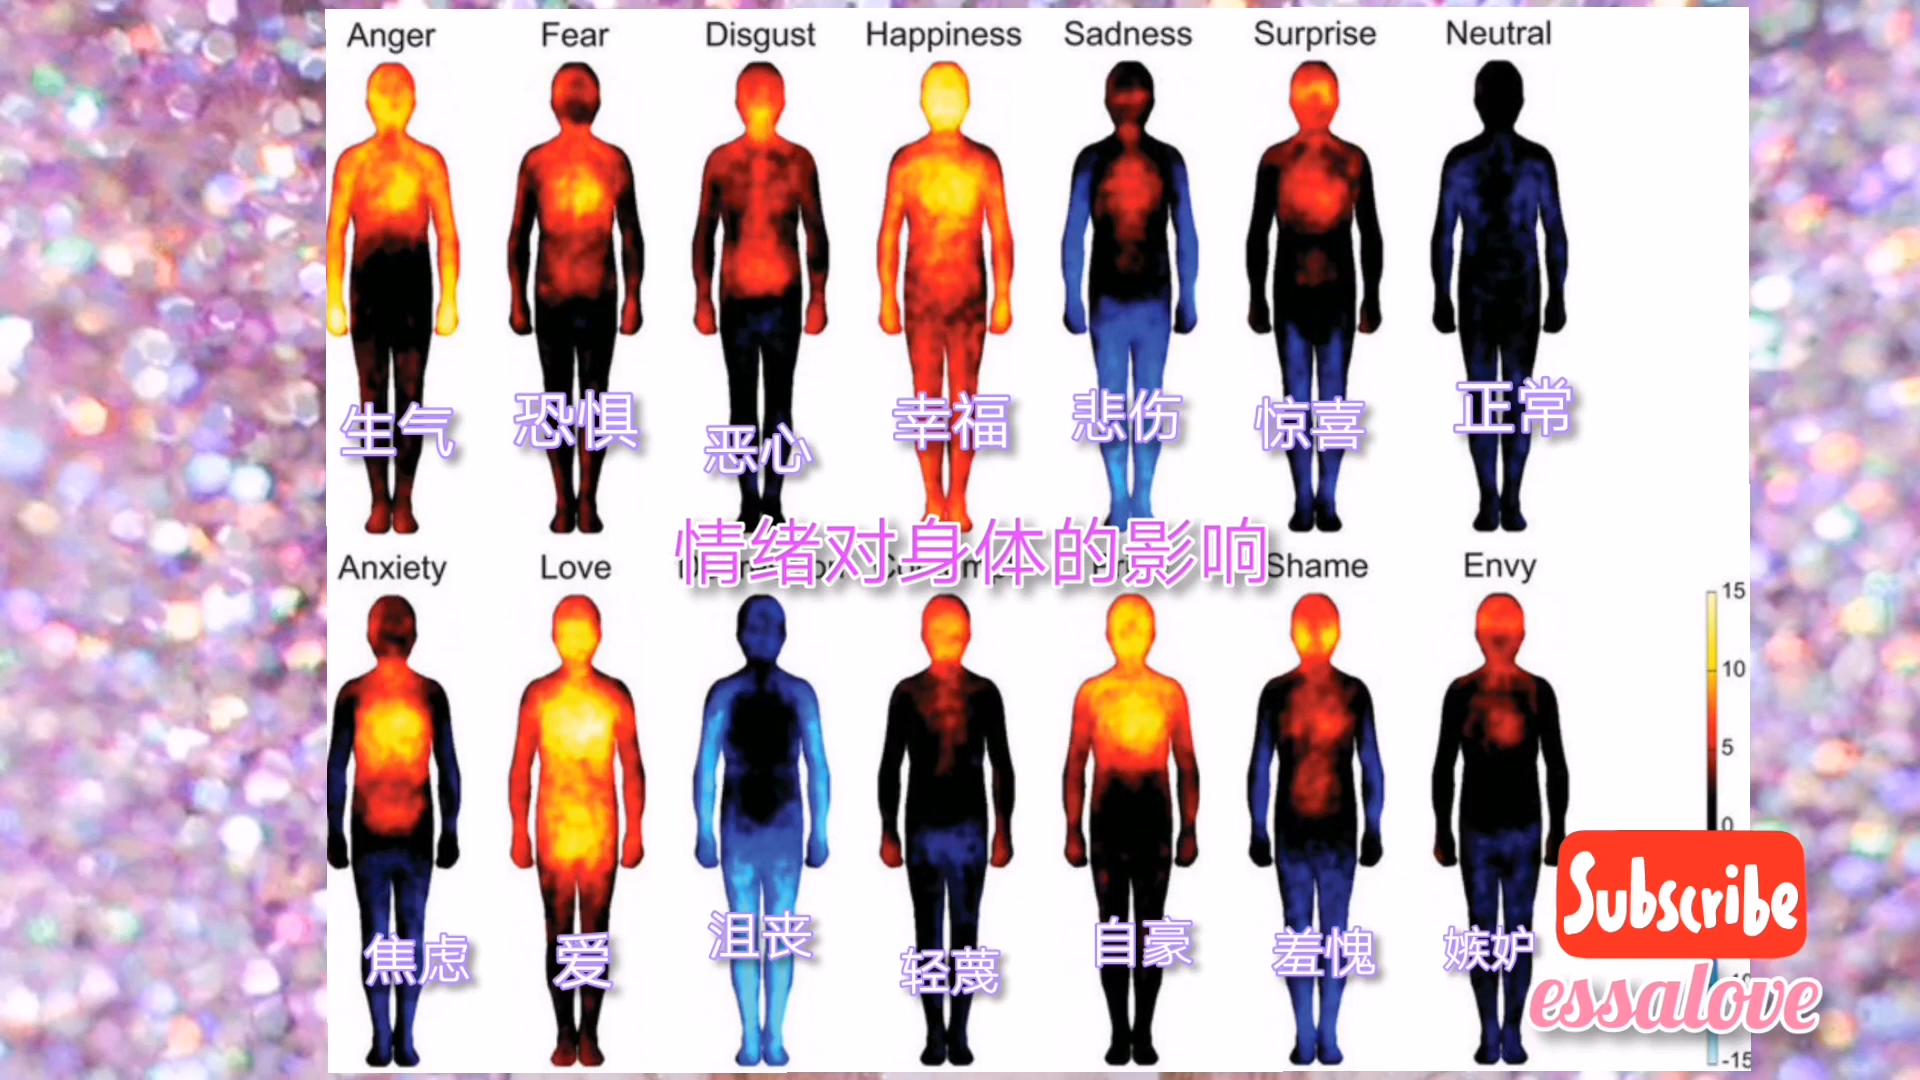 Anger Fear Disgust Happiness Sadness Surprise Neutral
生气 恐惧 恶心 幸福 悲伤 惊喜 正常
情绪对身体的影响
Anxiety Love Shame Envy
15
10
5
0
焦虑 爱 沮丧 轻蔑 自豪 羞愧 嫉妒
Subscribe
essalove
-15